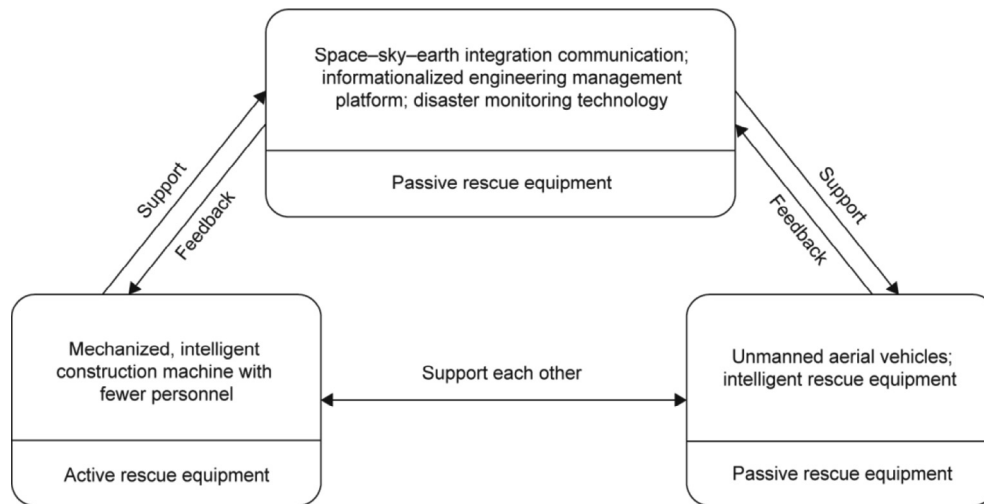 Space–sky–earth integration communication;
informationalized engineering management
platform; disaster monitoring technology
Passive rescue equipment
Support
Feedback
Support
Feedback
Mechanized, intelligent
construction machine with
fewer personnel
Active rescue equipment
Support each other
Unmanned aerial vehicles;
intelligent rescue equipment
Passive rescue equipment